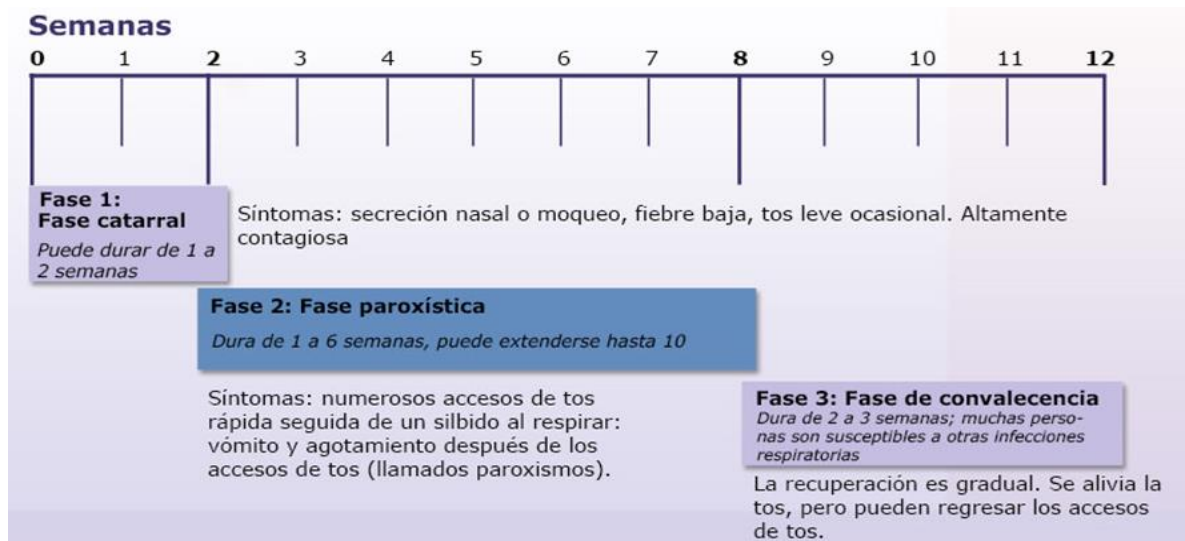 Semanas
0 1 2 3 4 5 6 7 8 9 10 11 12
Fase 1:
Fase catarral
Puede durar de 1 a
2 semanas
Síntomas: secreción nasal o moqueo, fiebre baja, tos leve ocasional. Altamente
contagiosa
Fase 2: Fase paroxística
Dura de 1 a 6 semanas, puede extenderse hasta 10
Síntomas: numerosos accesos de tos
rápida seguida de un silbido al respirar:
vómito y agotamiento después de los
accesos de tos (llamados paroxismos).
Fase 3: Fase de convalecencia
Dura de 2 a 3 semanas; muchas perso-
nas son susceptibles a otras infecciones
respiratorias
La recuperación es gradual. Se alivia la
tos, pero pueden regresar los accesos
de tos.